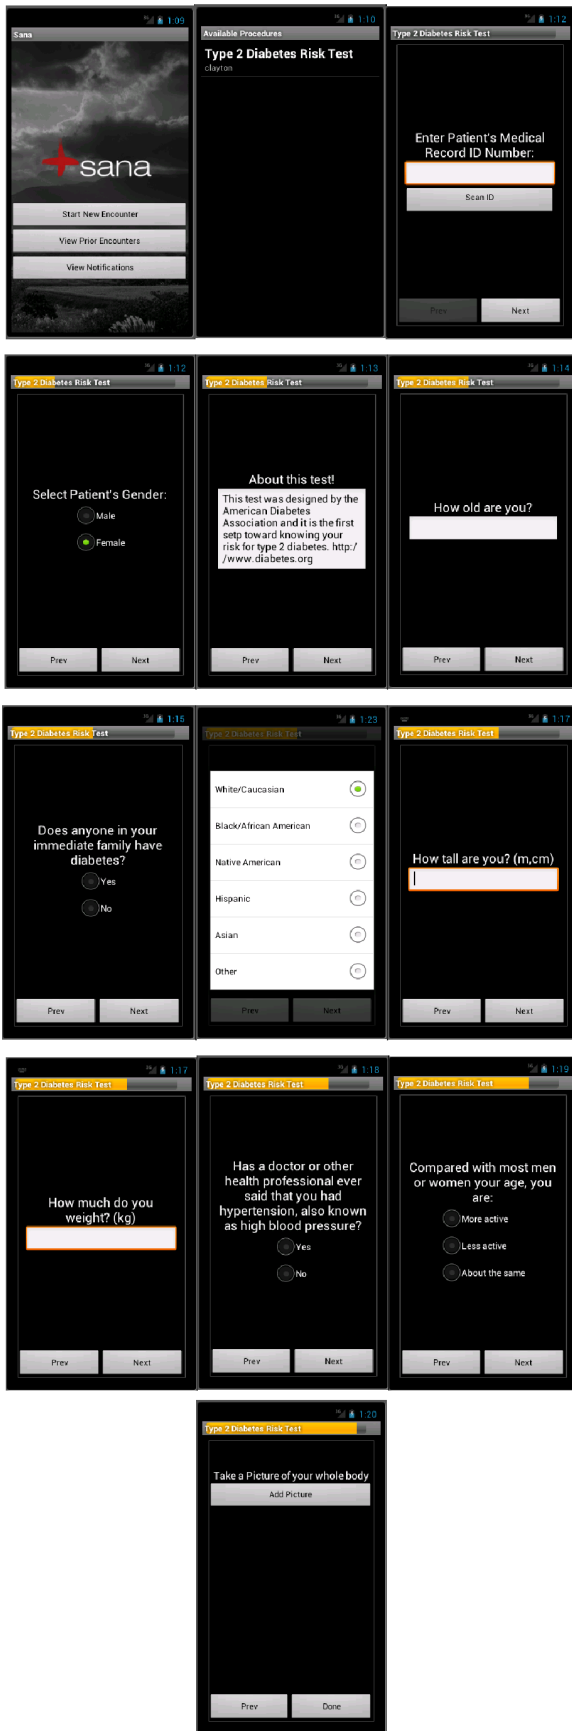 1:09
Sana
sana
Start New Encounter
View Prior Encounters
View Notifications
1:10
Available Procedures
Type 2 Diabetes Risk Test
clayton
1:12
Type 2 Diabetes Risk Test
Enter Patient's Medical
Record ID Number:
Scan ID
Prev
Next
1:12
Type 2 Diabetes Risk Test
Select Patient's Gender:
Male
Female
Prev
Next
1:13
Type 2 Diabetes Risk Test
About this test!
This test was designed by the
American Diabetes
Association and it is the first
setp toward knowing your
risk for type 2 diabetes. http:/
/www.diabetes.org
Prev
Next
1:14
Type 2 Diabetes Risk Test
How old are you?
Prev
Next
1:15
Type 2 Diabetes Risk Test
Does anyone in your
immediate family have
diabetes?
Yes
No
Prev
Next
1:23
Type 2 Diabetes Risk Test
White/Caucasian
Black/African American
Native American
Hispanic
Asian
Other
Prev
Next
1:17
Type 2 Diabetes Risk Test
How tall are you? (m,cm)
Prev
Next
1:17
Type 2 Diabetes Risk Test
How much do you
weight? (kg)
Prev
Next
1:18
Type 2 Diabetes Risk Test
Has a doctor or other
health professional ever
said that you had
hypertension, also known
as high blood pressure?
Yes
No
Prev
Next
1:19
Type 2 Diabetes Risk Test
Compared with most men
or women your age, you
are:
More active
Less active
About the same
Prev
Next
1:20
Type 2 Diabetes Risk Test
Take a Picture of your whole body
Add Picture
Prev
Done